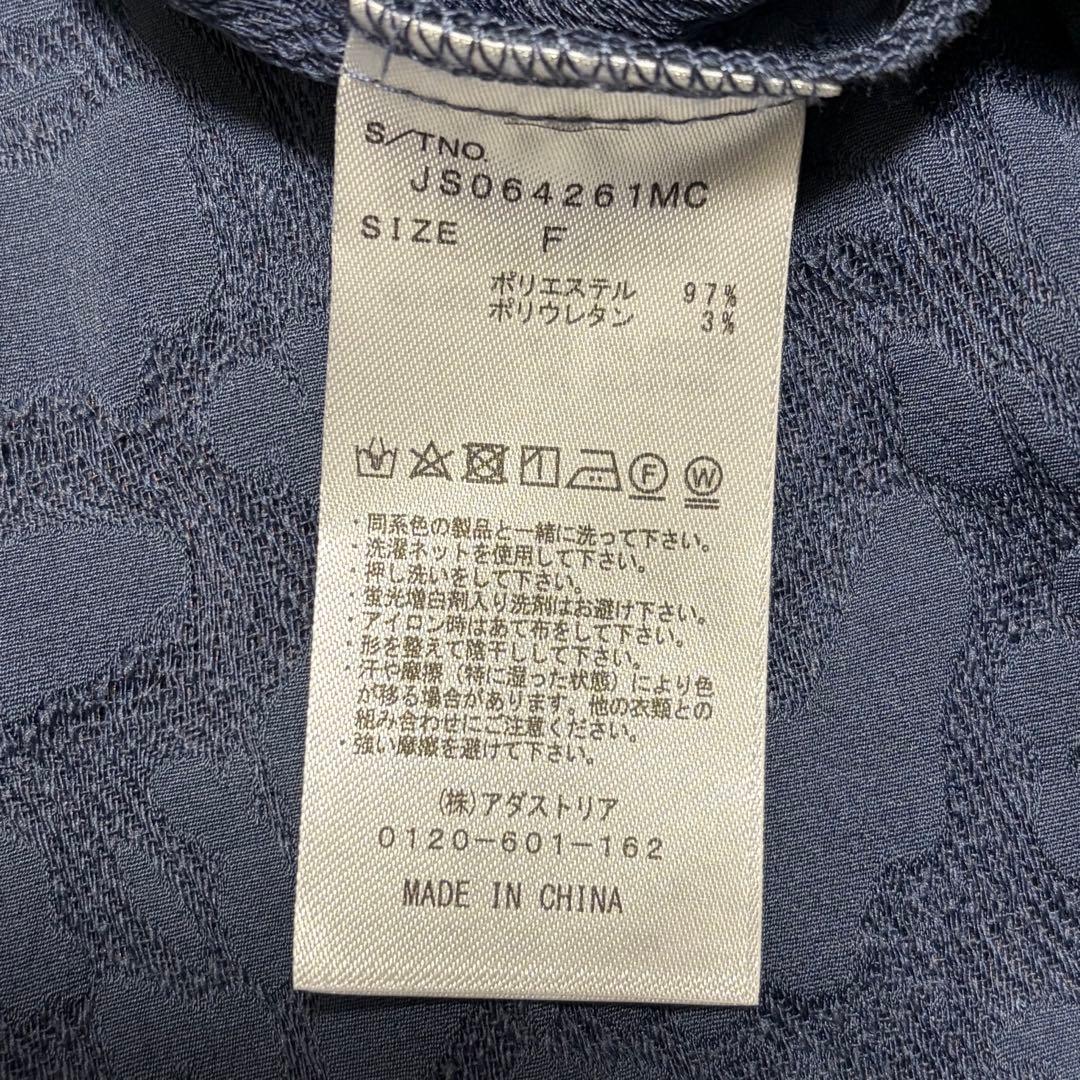 S/TNO.
JS064261MC
SIZE F
ポリエステル 97%
ポリウレタン 3%
F W
・同系色の製品と一緒に洗って下さい。
・洗濯ネットを使用して下さい。
・押し洗いをして下さい。
・蛍光増白剤入り洗剤はお避け下さい。
・アイロン時はあて布をして下さい。
・形を整えて陰干しして下さい。
・汗や摩擦（特に湿った状態）により色
が移る場合があります。他の衣類との
組み合わせにご注意ください。
・強い摩擦を避けて下さい。
(株)アダストリア
0120-601-162
MADE IN CHINA